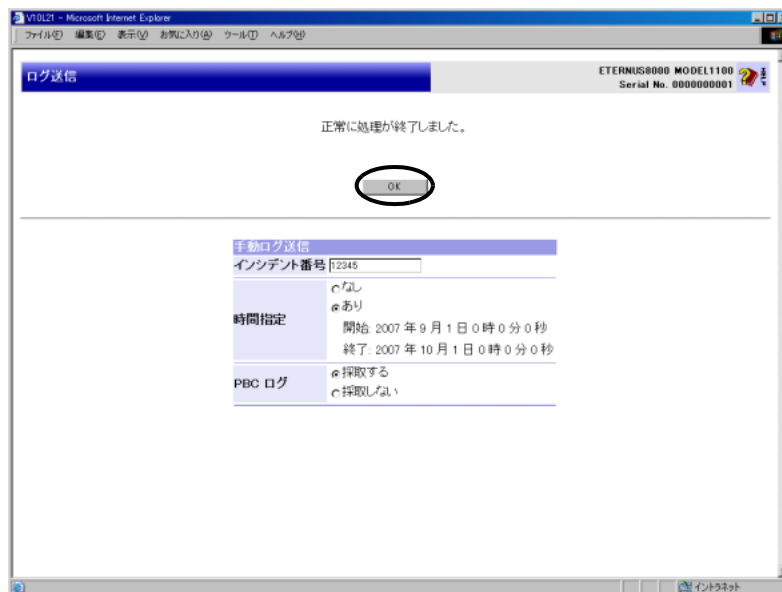 V10L21 - Microsoft Internet Explorer
ファイル(F) 編集(E) 表示(V) お気に入り(A) ツール(T) ヘルプ(H)
ログ送信
ETERNUS8000 MODEL1100
Serial No. 0000000001
正常に処理が終了しました。
OK
手動ログ送信
インシデント番号 12345
時間指定
なし
あり
開始: 2007 年 9 月 1 日 0 時 0 分 0 秒
終了: 2007 年 10 月 1 日 0 時 0 分 0 秒
PBC ログ
採取する
採取しない
イントラネット